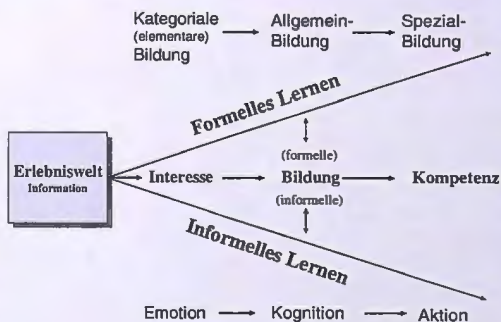 Kategoriale
(elementare)
Bildung
Allgemein-
Bildung
Spezial-
Bildung
Formelles Lernen
Erlebniswelt
Information
Interesse
(formelle)
Bildung
(informelle)
Kompetenz
Informelles Lernen
Emotion
Kognition
Aktion